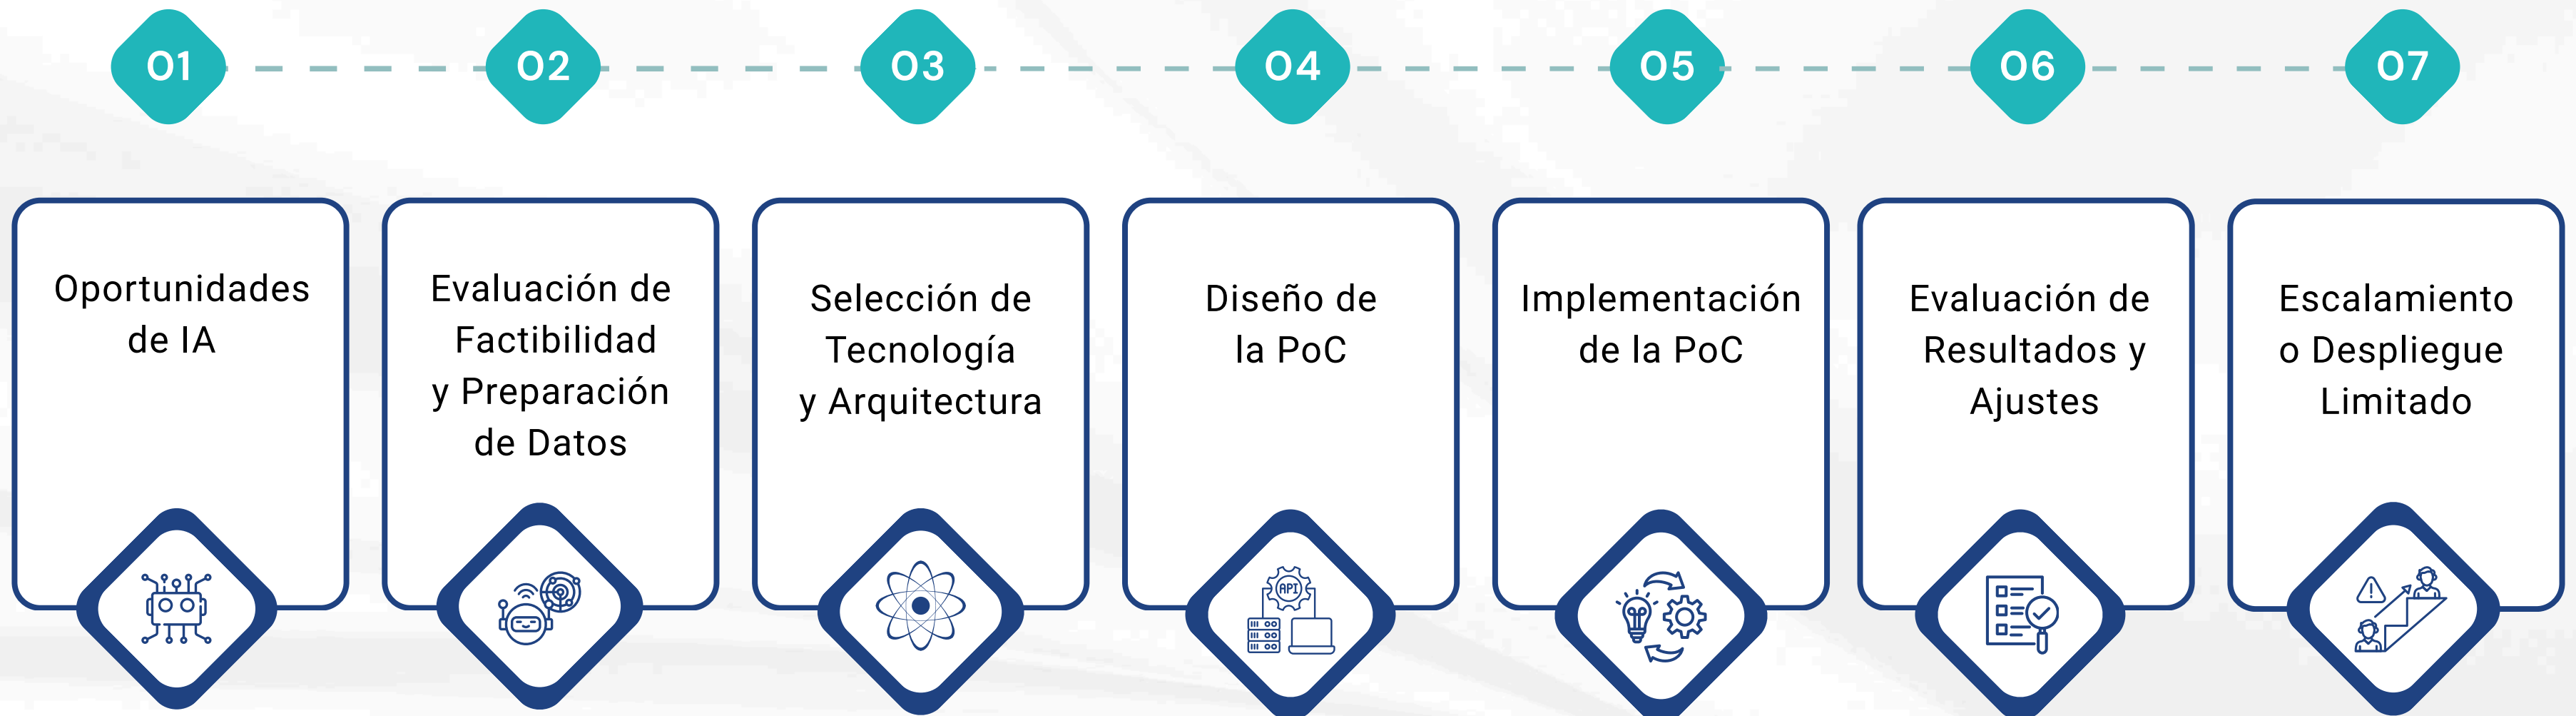 01
02
03
04
05
06
07
Oportunidades
de IA
Evaluación de
Factibilidad
y Preparación
de Datos
Selección de
Tecnología
y Arquitectura
Diseño de
la PoC
API
Implementación
de la PoC
Evaluación de
Resultados y
Ajustes
Escalamiento
o Despliegue
Limitado